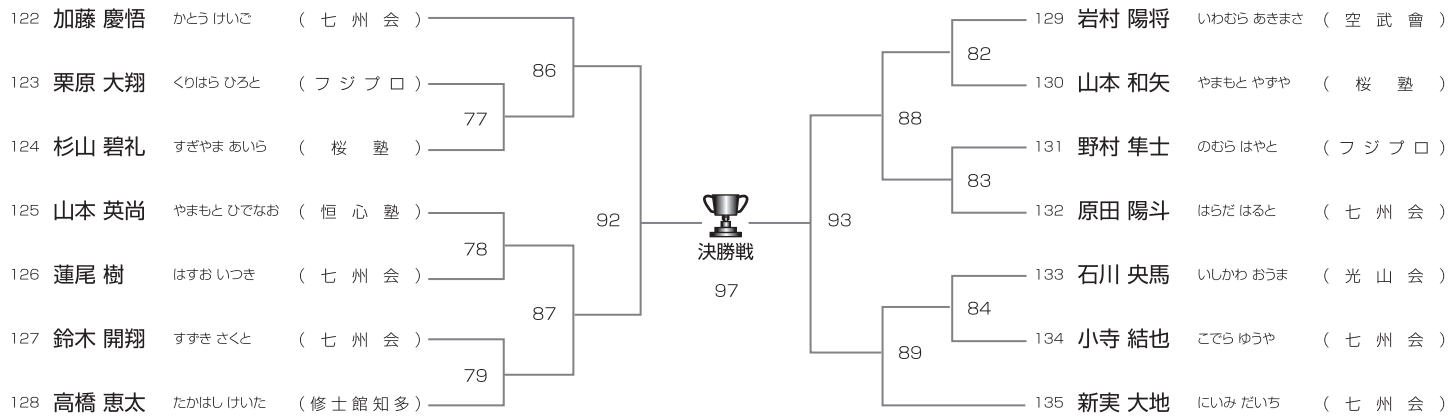 122 加藤 慶悟 かとう けいご （ 七 州 会 ）
123 栗原 大翔 くりはら ひろと （ フ ジ プ ロ ）
124 杉山 碧礼 すぎやま あいら （ 桜 塾 ）
125 山本 英尚 やまもと ひでなお （ 恒 心 塾 ）
126 蓮尾 樹 はすお いつき （ 七 州 会 ）
127 鈴木 開翔 すずき さくと （ 七 州 会 ）
128 高橋 恵太 たかはし けいた （ 修 士 館 知 多 ）
86
77
78
87
79
92
決勝戦
97
93
82
88
83
84
89
129 岩村 陽将 いわむら あきまさ （ 空 武 會 ）
130 山本 和矢 やまもと やずや （ 桜 塾 ）
131 野村 隼士 のむら はやと （ フ ジ プ ロ ）
132 原田 陽斗 はらだ はると （ 七 州 会 ）
133 石川 央馬 いしかわ おうま （ 光 山 会 ）
134 小寺 結也 こでら ゆうや （ 七 州 会 ）
135 新実 大地 にいみ だいち （ 七 州 会 ）